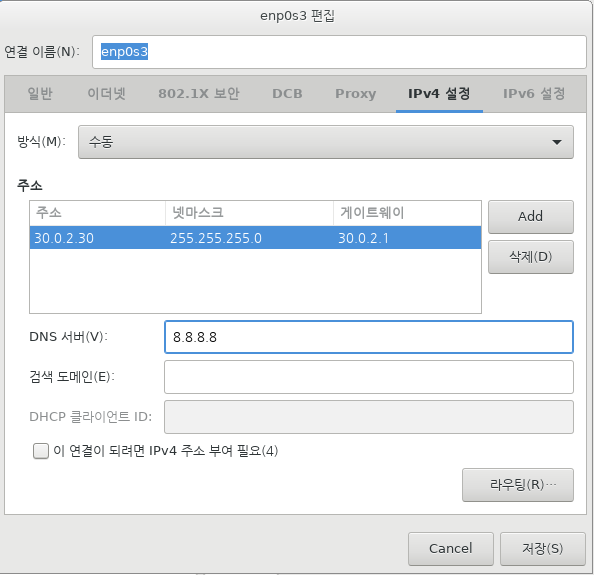 enp0s3 편집
연결 이름(N): enp0s3
일반 이더넷 802.1X 보안 DCB Proxy IPv4 설정 IPv6 설정
방식(M): 수동
주소
주소 넷마스크 게이트웨이
Add
30.0.2.30 255.255.255.0 30.0.2.1
삭제(D)
DNS 서버(V): 8.8.8.8
검색 도메인(E):
DHCP 클라이언트 ID:
이 연결이 되려면 IPv4 주소 부여 필요(4)
라우팅(R)…
Cancel 저장(S)